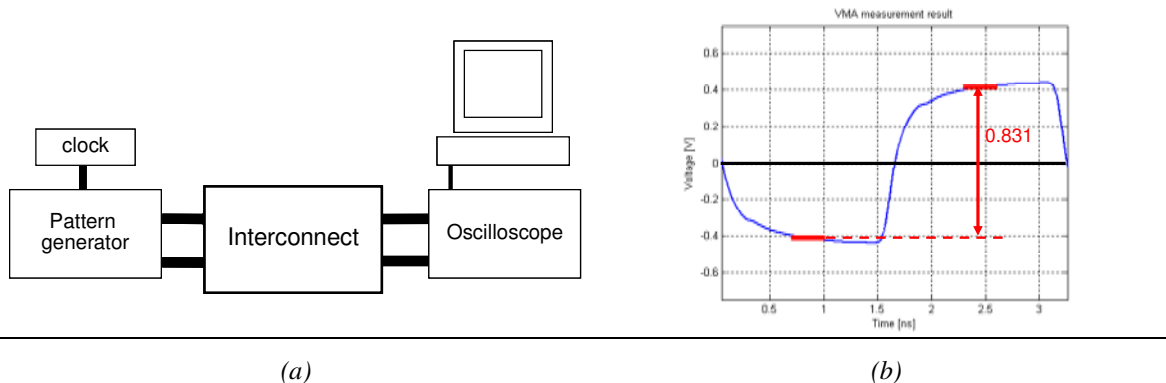 clock
Pattern
generator
Interconnect
Oscilloscope
(a)
VMA measurement result
Voltage [V]
0.6
0.4
0.2
0
-0.2
-0.4
-0.6
0.831
0.5
1
1.5
2
2.5
3
Time [ns]
(b)